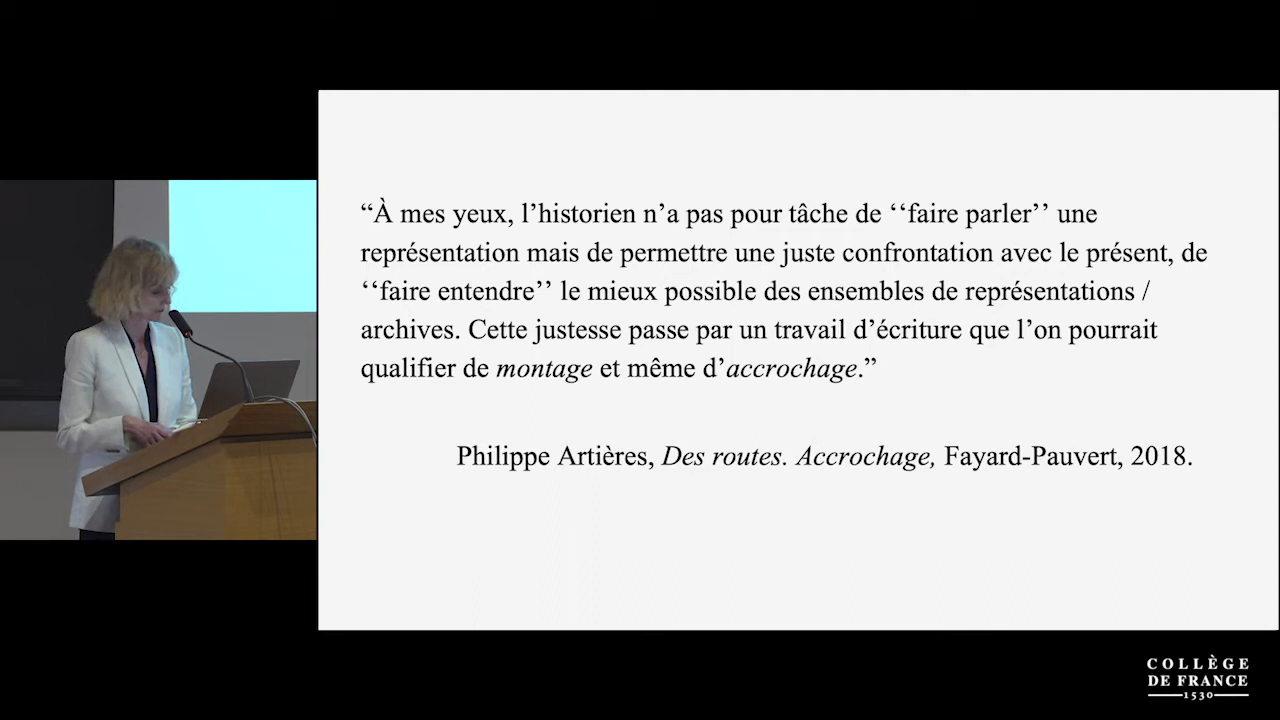 “À mes yeux, l’historien n’a pas pour tâche de ‘‘faire parler’’ une
représentation mais de permettre une juste confrontation avec le présent, de
‘‘faire entendre’’ le mieux possible des ensembles de représentations /
archives. Cette justesse passe par un travail d’écriture que l’on pourrait
qualifier de montage et même d’accrochage.”
Philippe Artières, Des routes. Accrochage, Fayard-Pauvert, 2018.
COLLÈGE
DE FRANCE
1530